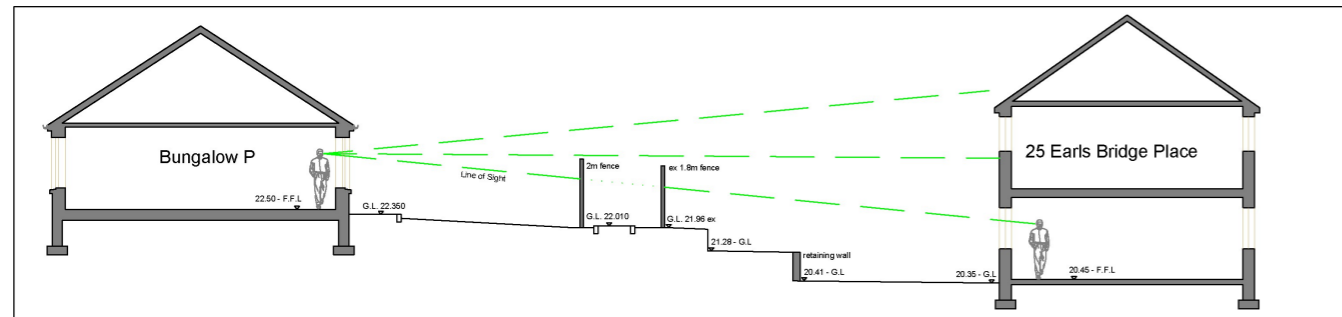 Bungalow P
25 Earls Bridge Place
2m fence
ex 1.8m fence
Line of Sight
22.50 - F.F.L
G.L. 22.350
G.L. 22.010
G.L. 21.96 ex
21.28 - G.L
retaining wall
20.41 - G.L
20.35 - G.L
20.45 - F.F.L